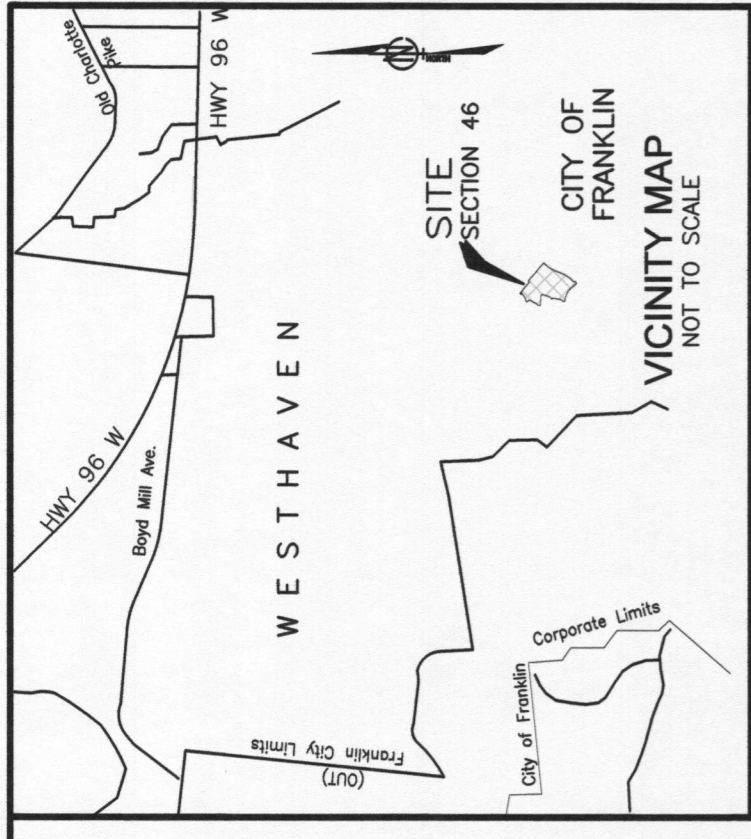 Old Charlotte
Pike
HWY 96 W
HWY 96 W
Boyd Mill Ave.
WESTHAVEN
N
SITE
SECTION 46
CITY OF
FRANKLIN
VICINITY MAP
NOT TO SCALE
Franklin City Limits
(OUT)
City of Franklin
Corporate Limits